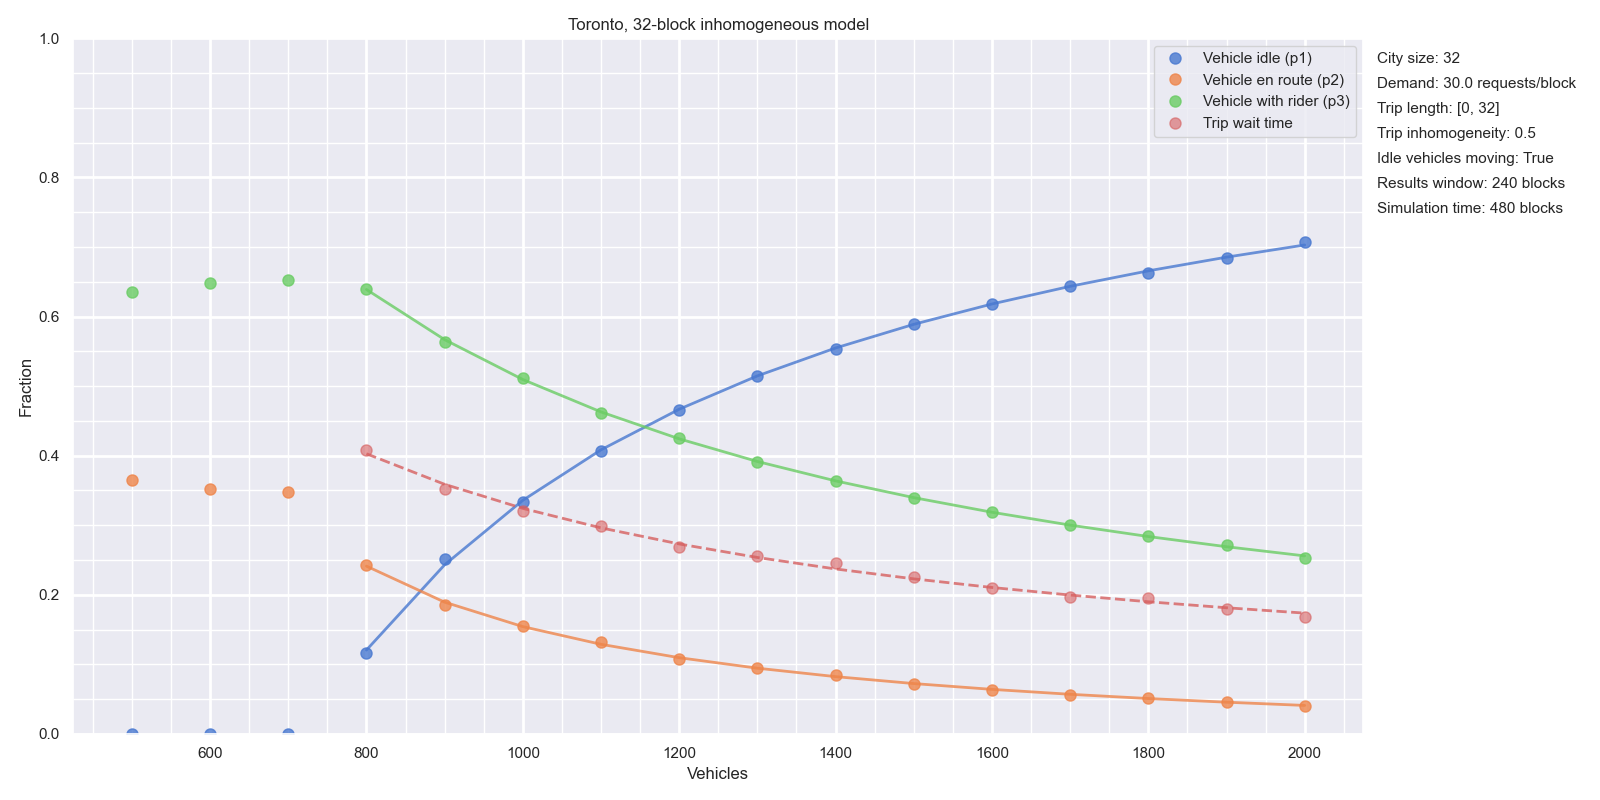 Toronto, 32-block inhomogeneous model
1.0
0.8
0.6
0.4
0.2
0.0
Fraction
600
800
1000
1200
1400
1600
1800
2000
Vehicles
Vehicle idle (p1)
Vehicle en route (p2)
Vehicle with rider (p3)
Trip wait time
City size: 32
Demand: 30.0 requests/block
Trip length: [0, 32]
Trip inhomogeneity: 0.5
Idle vehicles moving: True
Results window: 240 blocks
Simulation time: 480 blocks